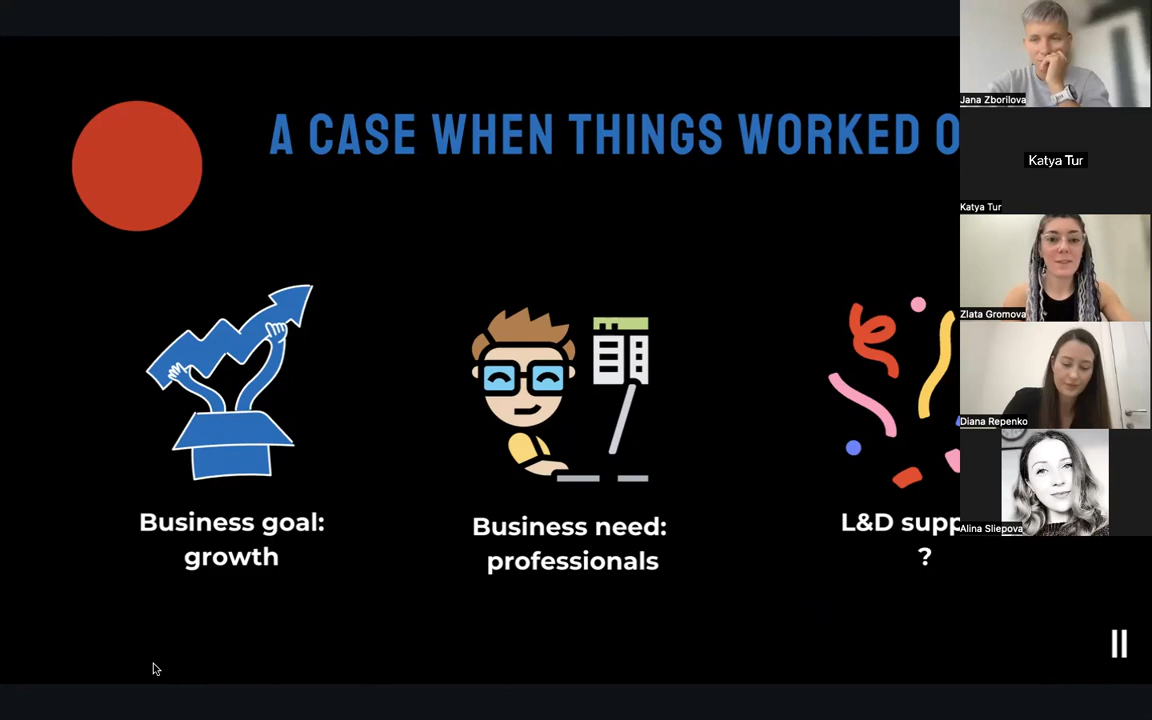 A CASE WHEN THINGS WORKED
Business goal:
growth
Business need:
professionals
L&D
?
Jana Zborilova
Katya Tur
Katya Tur
Zlata Gromova
Diana Repenko
Alina Sliepova